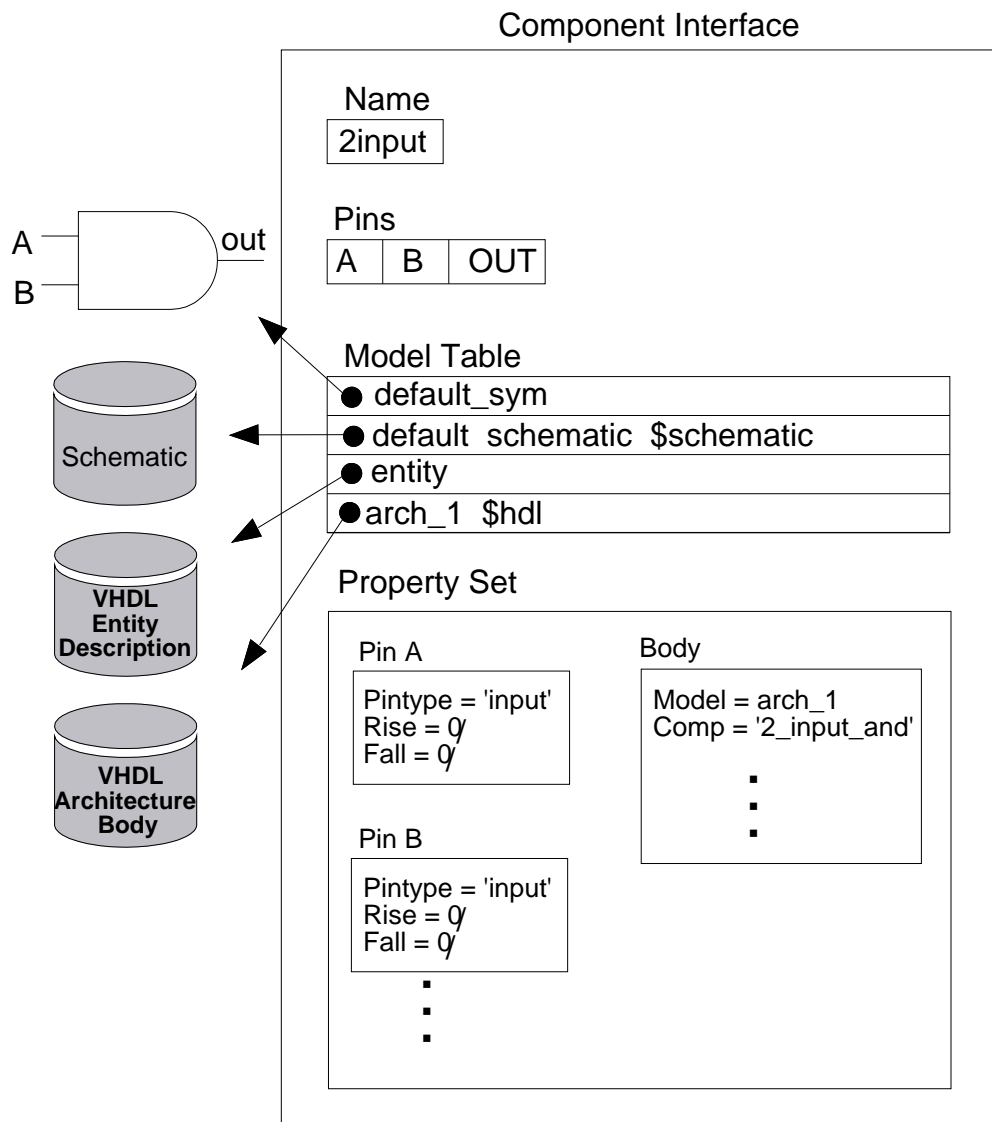 Component Interface
Name
2input
Pins
A B OUT
A
B
out
Model Table
default_sym
default schematic $schematic
entity
arch_1 $hdl
Schematic
VHDL
Entity
Description
VHDL
Architecture
Body
Property Set
Pin A
Pintype = 'input'
Rise = 0/
Fall = 0/
Body
Model = arch_1
Comp = '2_input_and'
Pin B
Pintype = 'input'
Rise = 0/
Fall = 0/